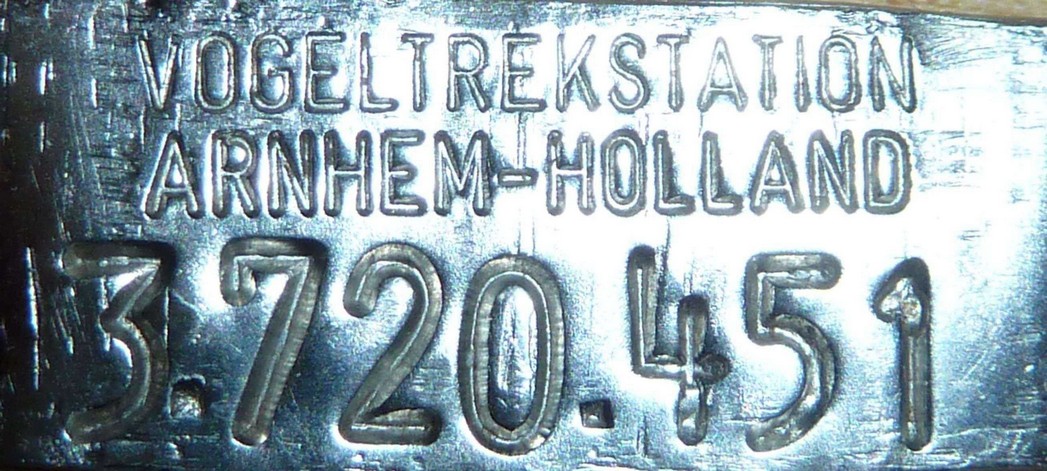 VOGELTREKSTATION
ARNHEM-HOLLAND
3.720.451